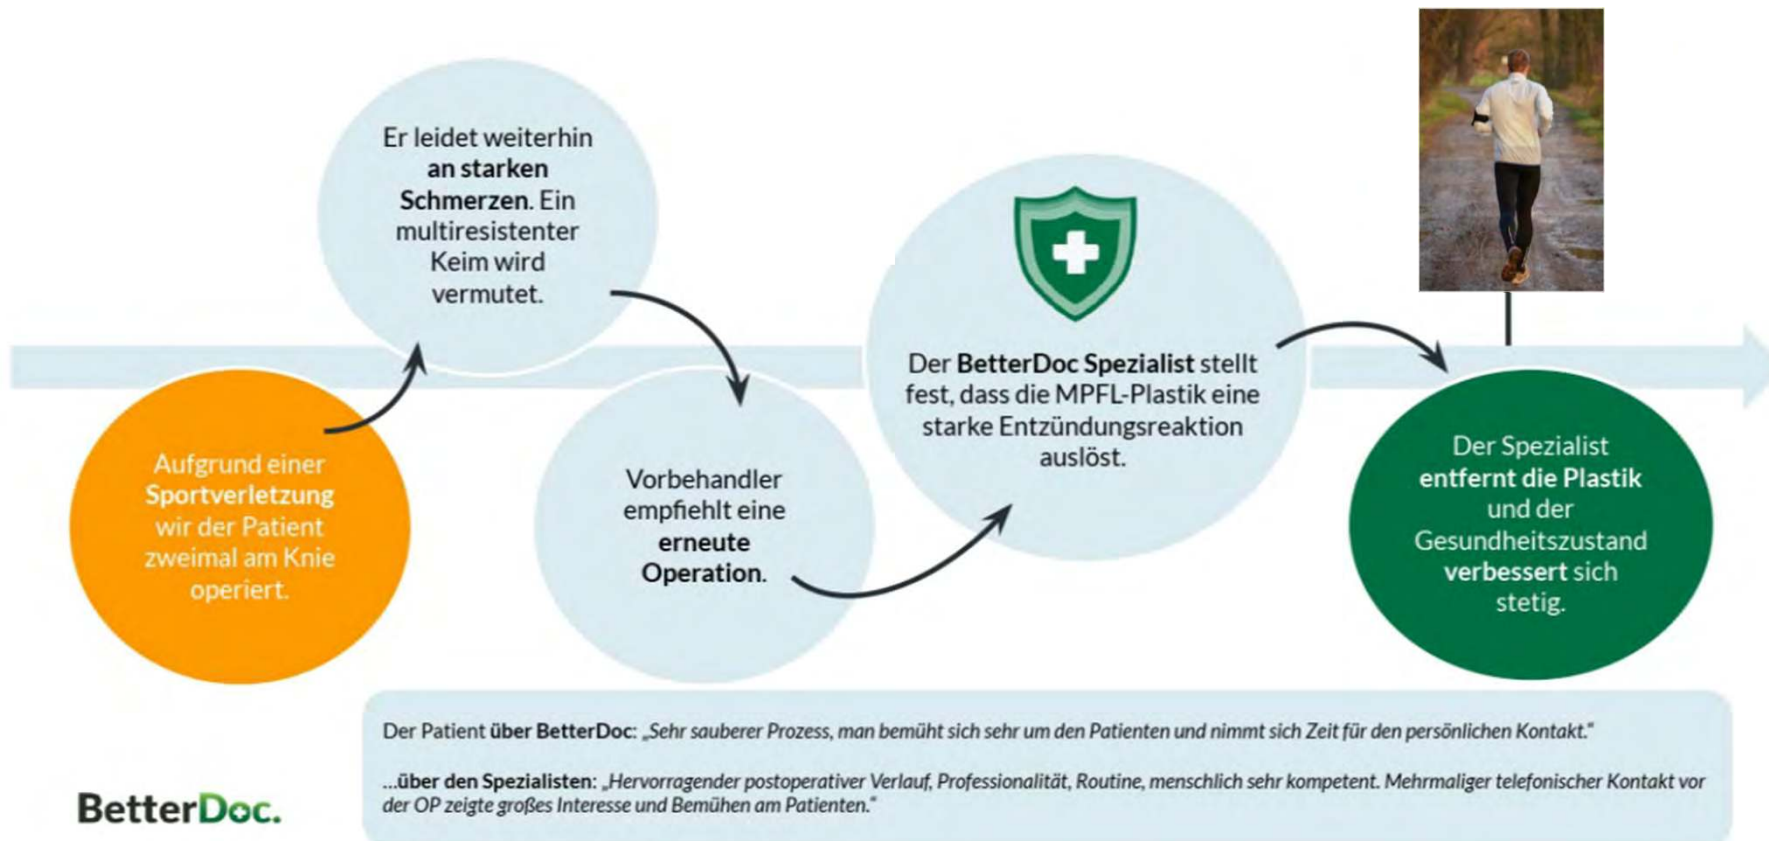 Aufgrund einer
Sportverletzung
wir der Patient
zweimal am Knie
operiert.
Er leidet weiterhin
an starken
Schmerzen. Ein
multiresistenter
Keim wird
vermutet.
Vorbehandler
empfiehlt eine
erneute
Operation.
Der BetterDoc Spezialist stellt
fest, dass die MPFL-Plastik eine
starke Entzündungsreaktion
auslöst.
Der Spezialist
entfernt die Plastik
und der
Gesundheitszustand
verbessert sich
stetig.
Der Patient über BetterDoc: „Sehr sauberer Prozess, man bemüht sich sehr um den Patienten und nimmt sich Zeit für den persönlichen Kontakt.“
...über den Spezialisten: „Hervorragender postoperativer Verlauf, Professionalität, Routine, menschlich sehr kompetent. Mehrmaliger telefonischer Kontakt vor
der OP zeigte großes Interesse und Bemühen am Patienten.“
BetterDoc.